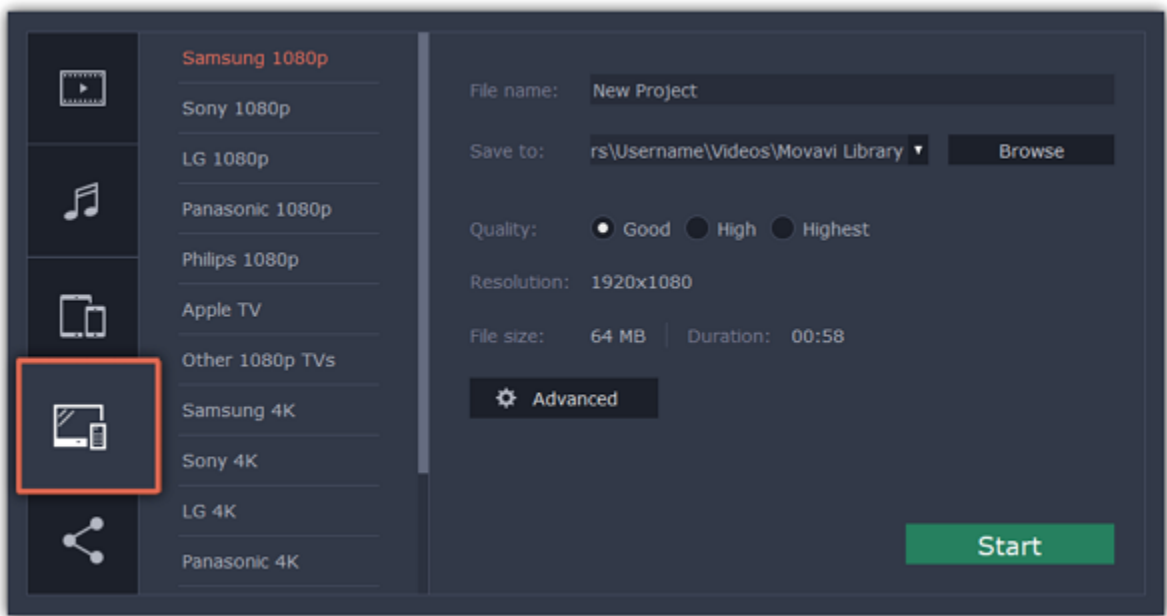 Samsung 1080p
Sony 1080p
LG 1080p
Panasonic 1080p
Philips 1080p
Apple TV
Other 1080p TVs
Samsung 4K
Sony 4K
LG 4K
Panasonic 4K
File name: New Project
Save to: rs\Username\Videos\Movavi Library Browse
Quality: Good High Highest
Resolution: 1920x1080
File size: 64 MB Duration: 00:58
Advanced
Start